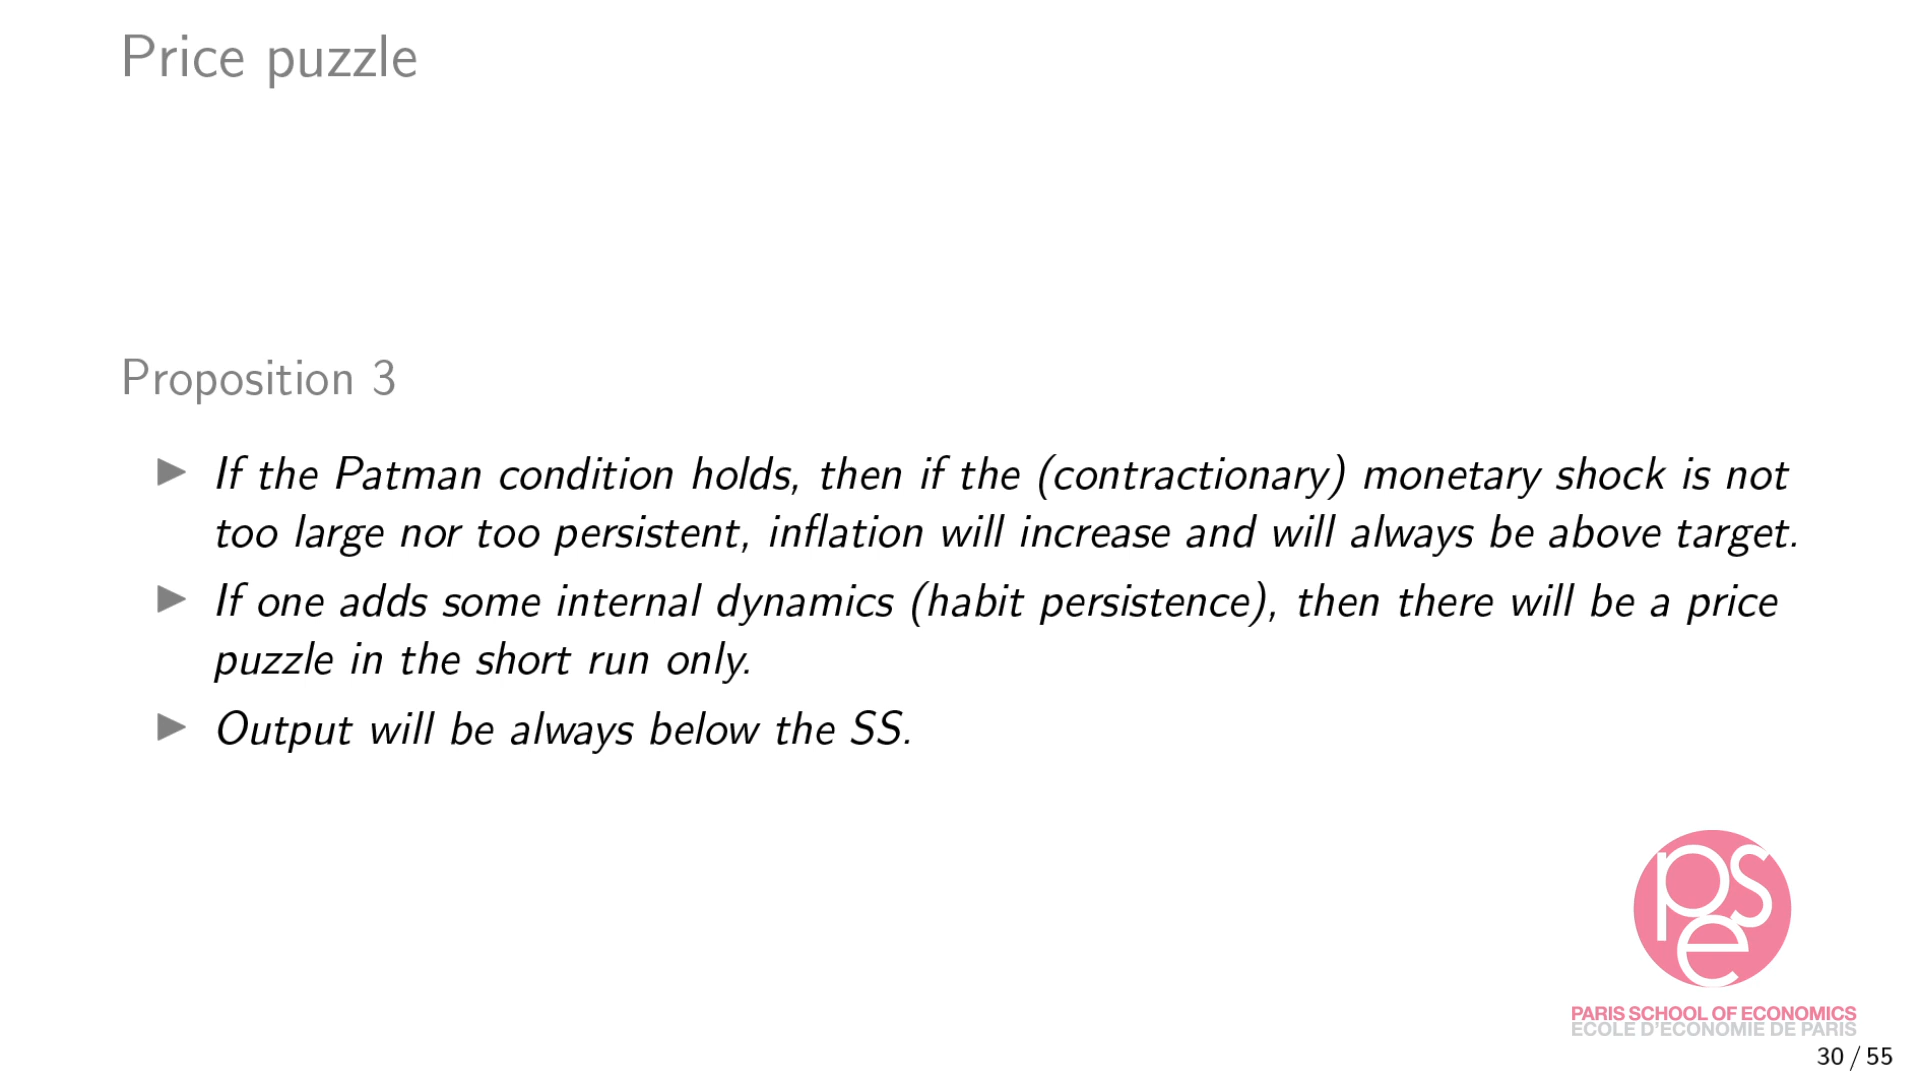 Price puzzle
Proposition 3
▶ If the Patman condition holds, then if the (contractionary) monetary shock is not
too large nor too persistent, inflation will increase and will always be above target.
▶ If one adds some internal dynamics (habit persistence), then there will be a price
puzzle in the short run only.
▶ Output will be always below the SS.
pse
PARIS SCHOOL OF ECONOMICS
ECOLE D'ECONOMIE DE PARIS
30 / 55